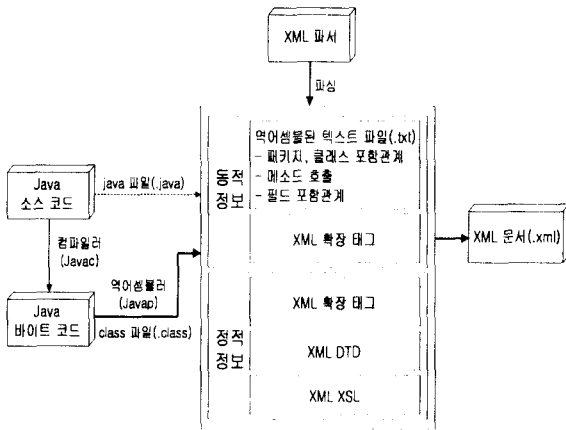 XML 파서
파싱
역어셈블된 텍스트 파일(.txt)
- 패키지, 클래스 포함관계
- 메소드 호출
- 필드 포함관계
동적
정보
XML 확장 태그
Java
소스 코드
java 파일(.java)
컴파일러
(Javac)
역어셈블러
(Javap)
Java
바이트 코드
class 파일(.class)
XML 문서(.xml)
정적
정보
XML 확장 태그
XML DTD
XML XSL